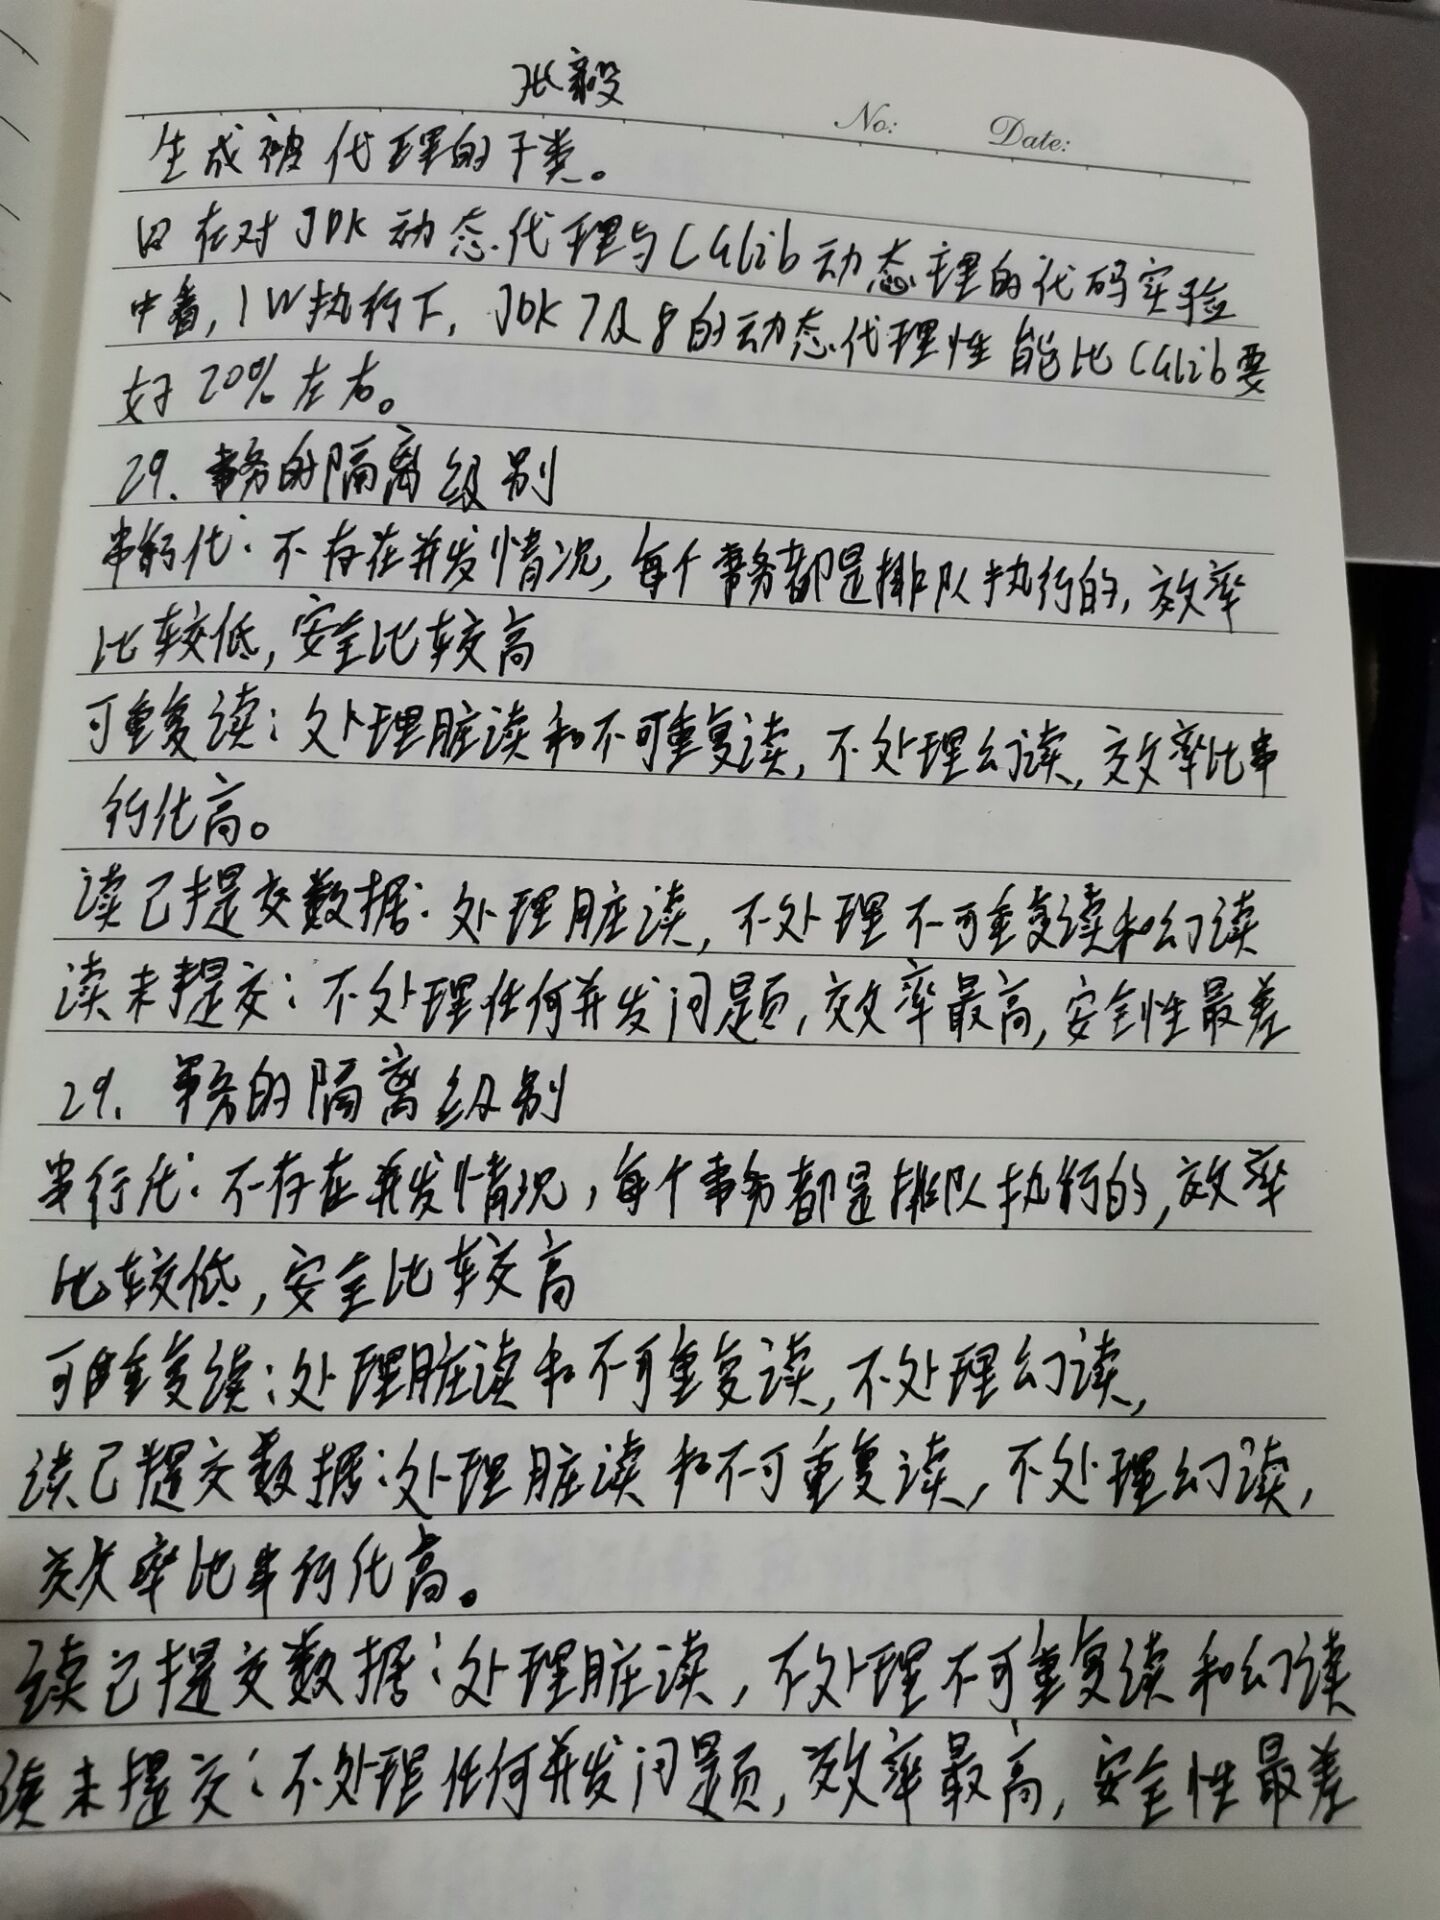 张毅
No: Date:
生成被代理的子类。
因在对JDK动态代理与CGlib动态理的代码实验
中看，1W执行下，JDK7及8的动态代理性能比CGlib要
好20%左右。
29. 事务的隔离级别
串行化：不存在并发情况，每个事务都是排队执行的，效率
比较低，安全比较高
可重复读：处理脏读和不可重复读，不处理幻读，效率比串
行化高。
读已提交数据：处理脏读，不处理不可重复读和幻读
读未提交：不处理任何并发问题，效率最高，安全性最差
29. 事务的隔离级别
串行化：不存在并发情况，每个事务都是排队执行的，效率
比较低，安全比较高
可重复读：处理脏读和不可重复读，不处理幻读，
读已提交数据：处理脏读和不可重复读，不处理幻读，
效率比串行化高。
读已提交数据：处理脏读，不处理不可重复读和幻读
读未提交：不处理任何并发问题，效率最高，安全性最差